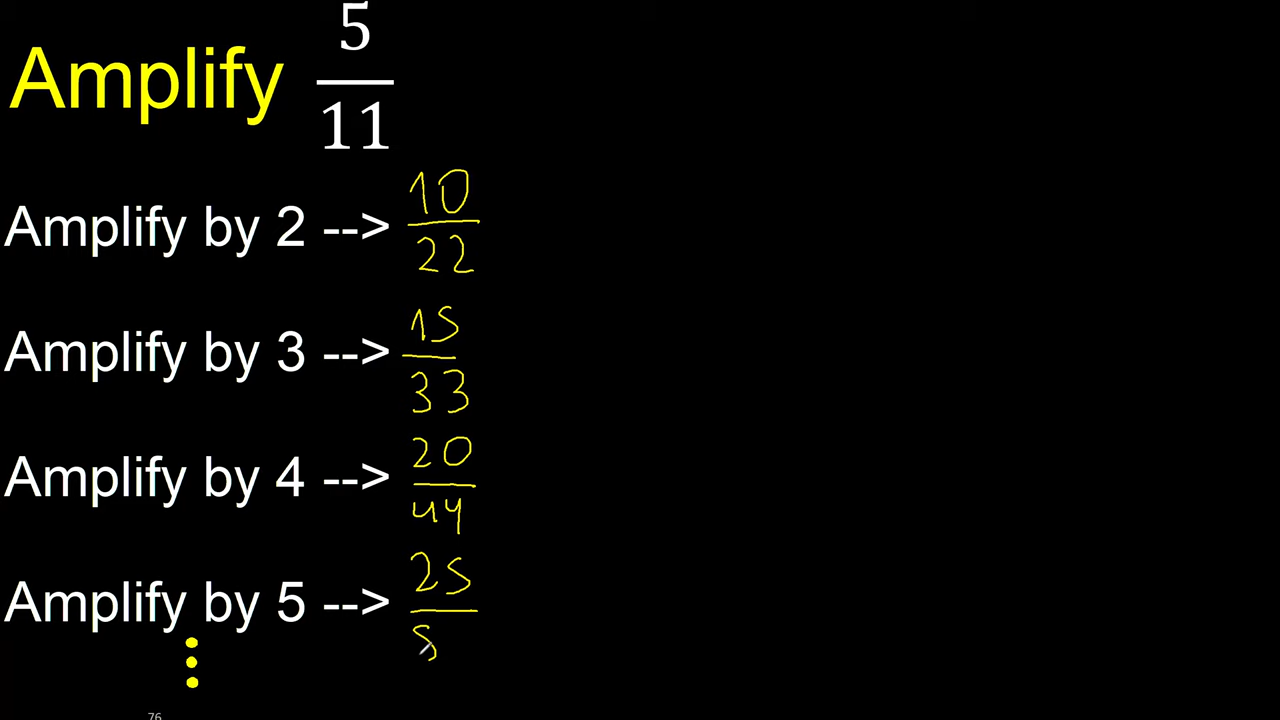 Amplify 5/11
Amplify by 2 --> 10/22
Amplify by 3 --> 15/33
Amplify by 4 --> 20/44
Amplify by 5 --> 25/5
76